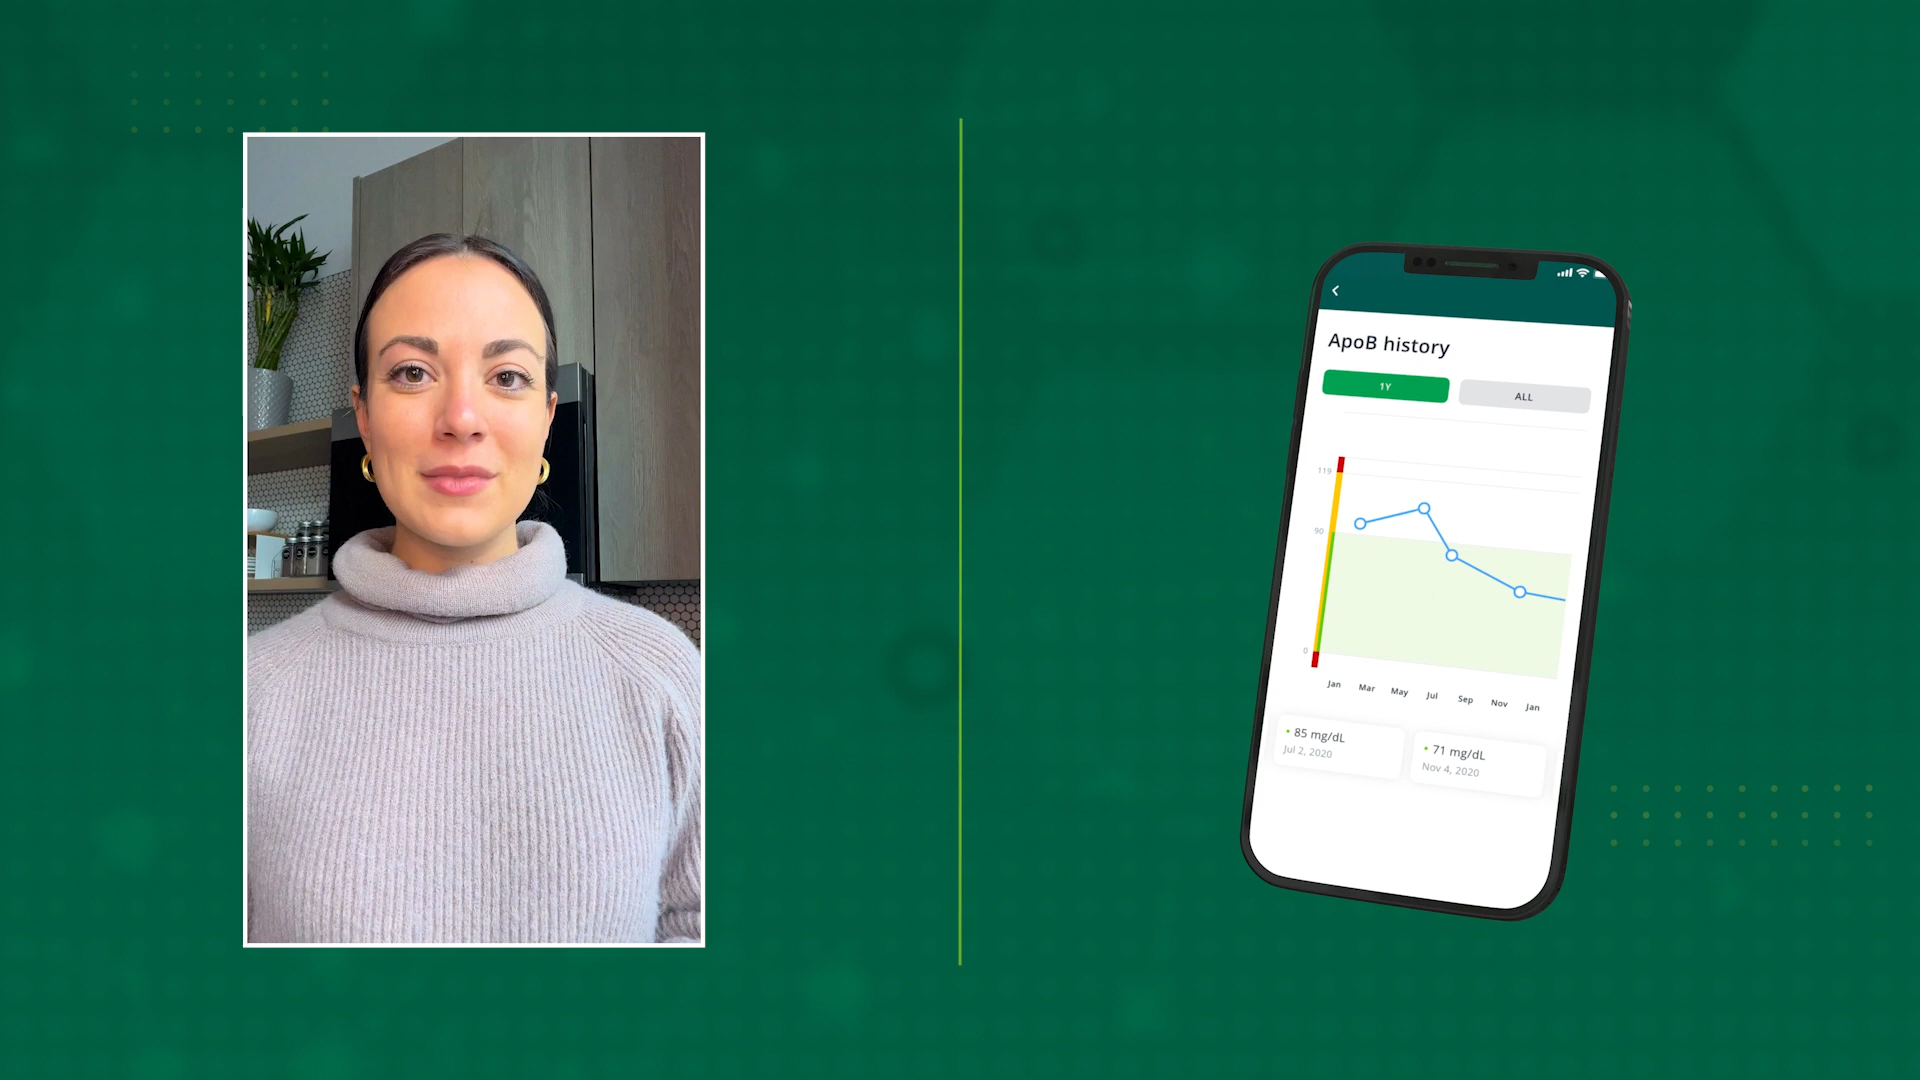 ApoB history
1Y
ALL
119
90
0
Jan Mar May Jul Sep Nov Jan
85 mg/dL
Jul 2, 2020
71 mg/dL
Nov 4, 2020